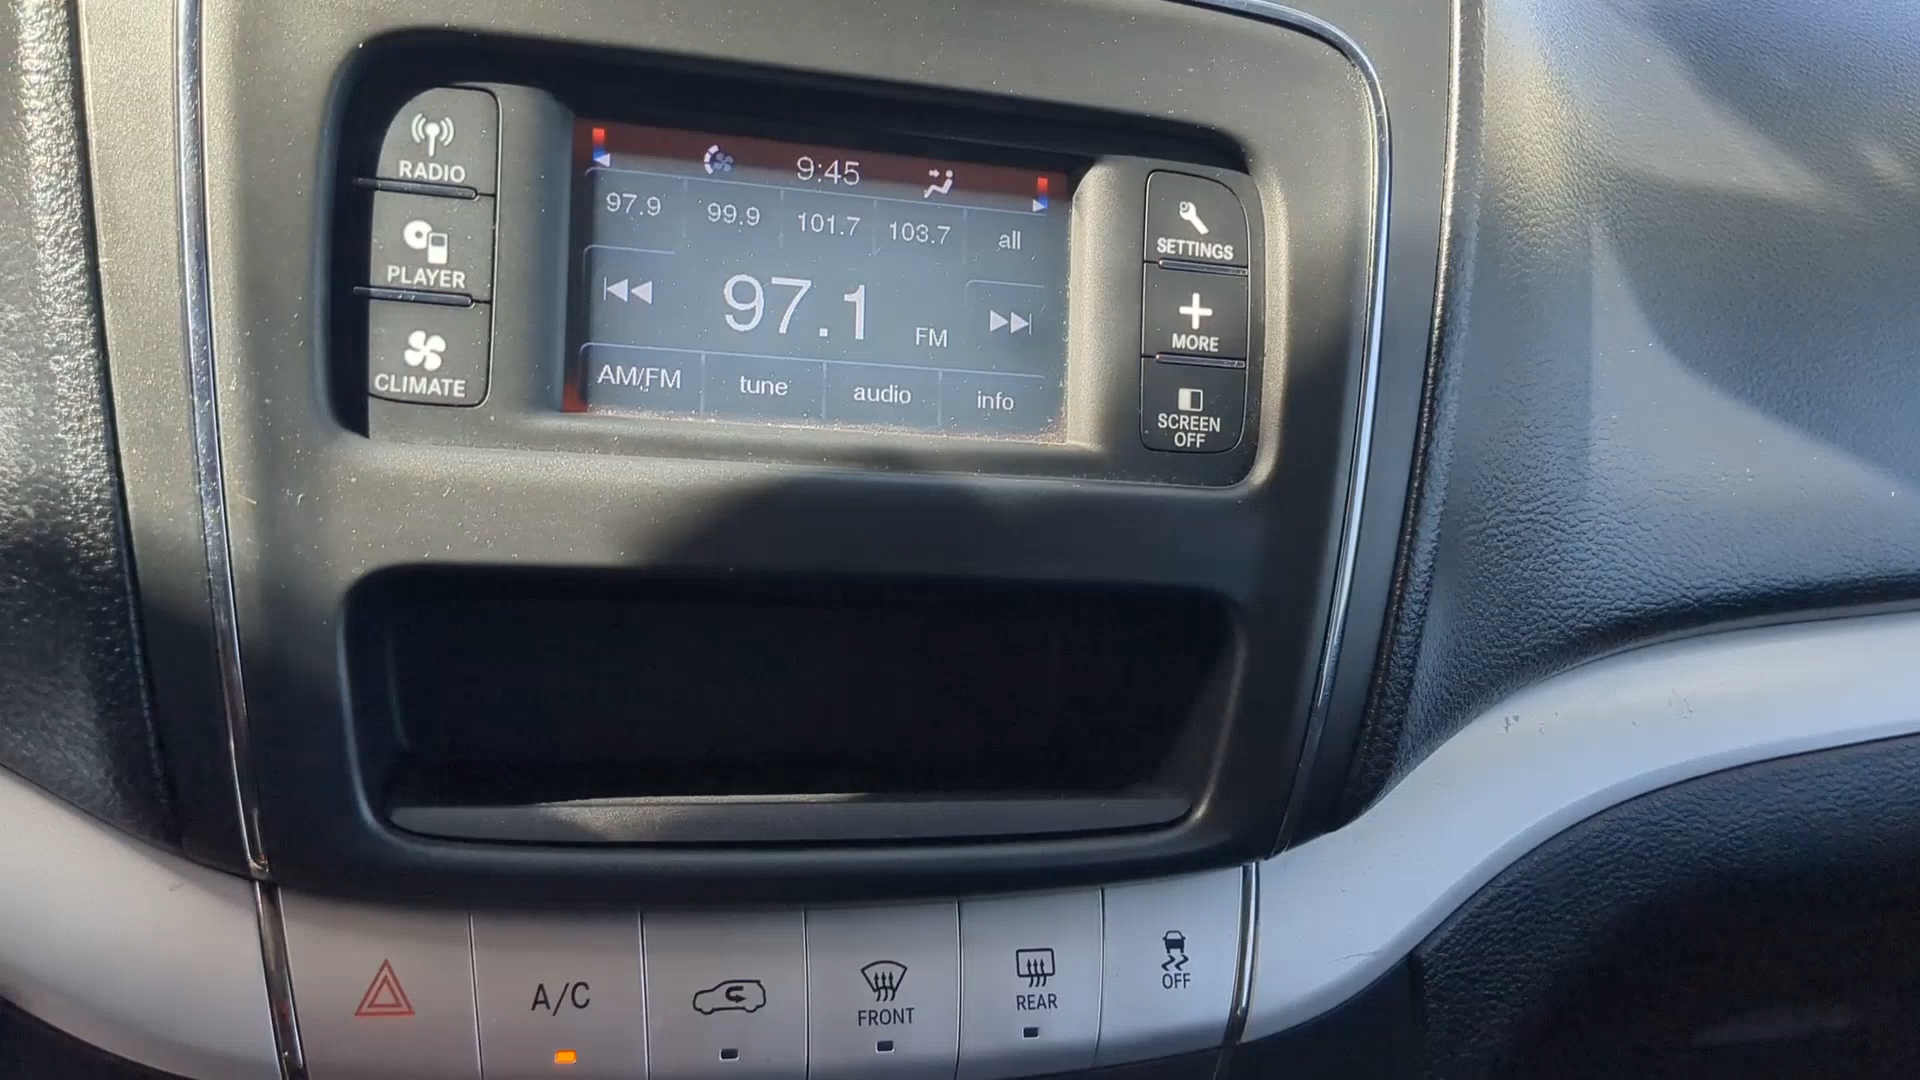 RADIO
PLAYER
CLIMATE
9:45
97.9 99.9 101.7 103.7 all
97.1 FM
AM/FM tune audio info
SETTINGS
MORE
SCREEN
OFF
A/C
FRONT
REAR
OFF